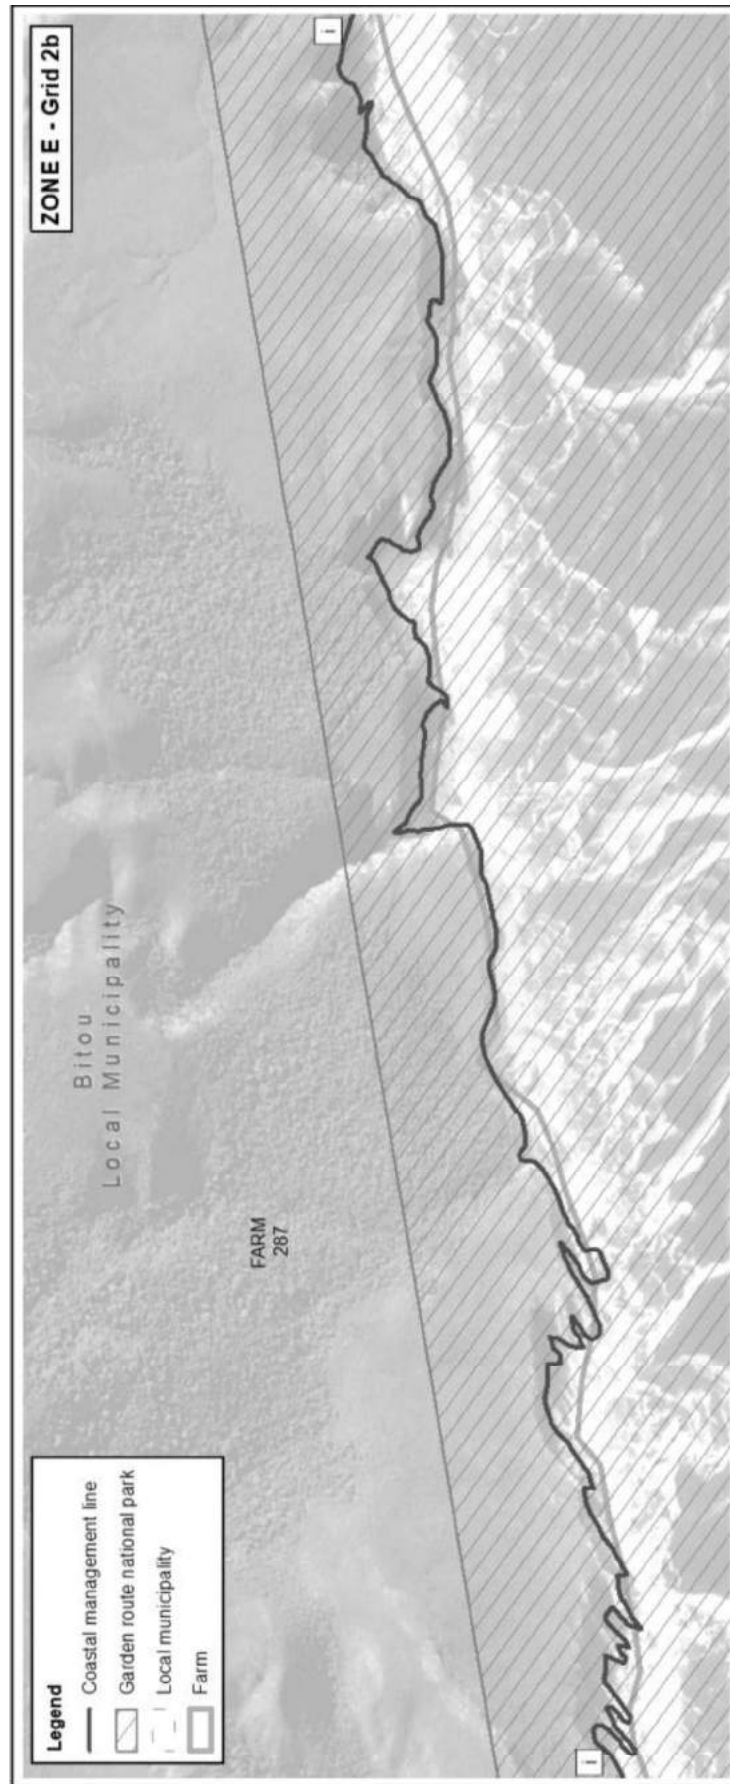 ZONE E - Grid 2b
i
Bitou
Local Municipality
FARM
287
Legend
Coastal management line
Garden route national park
Local municipality
Farm
i